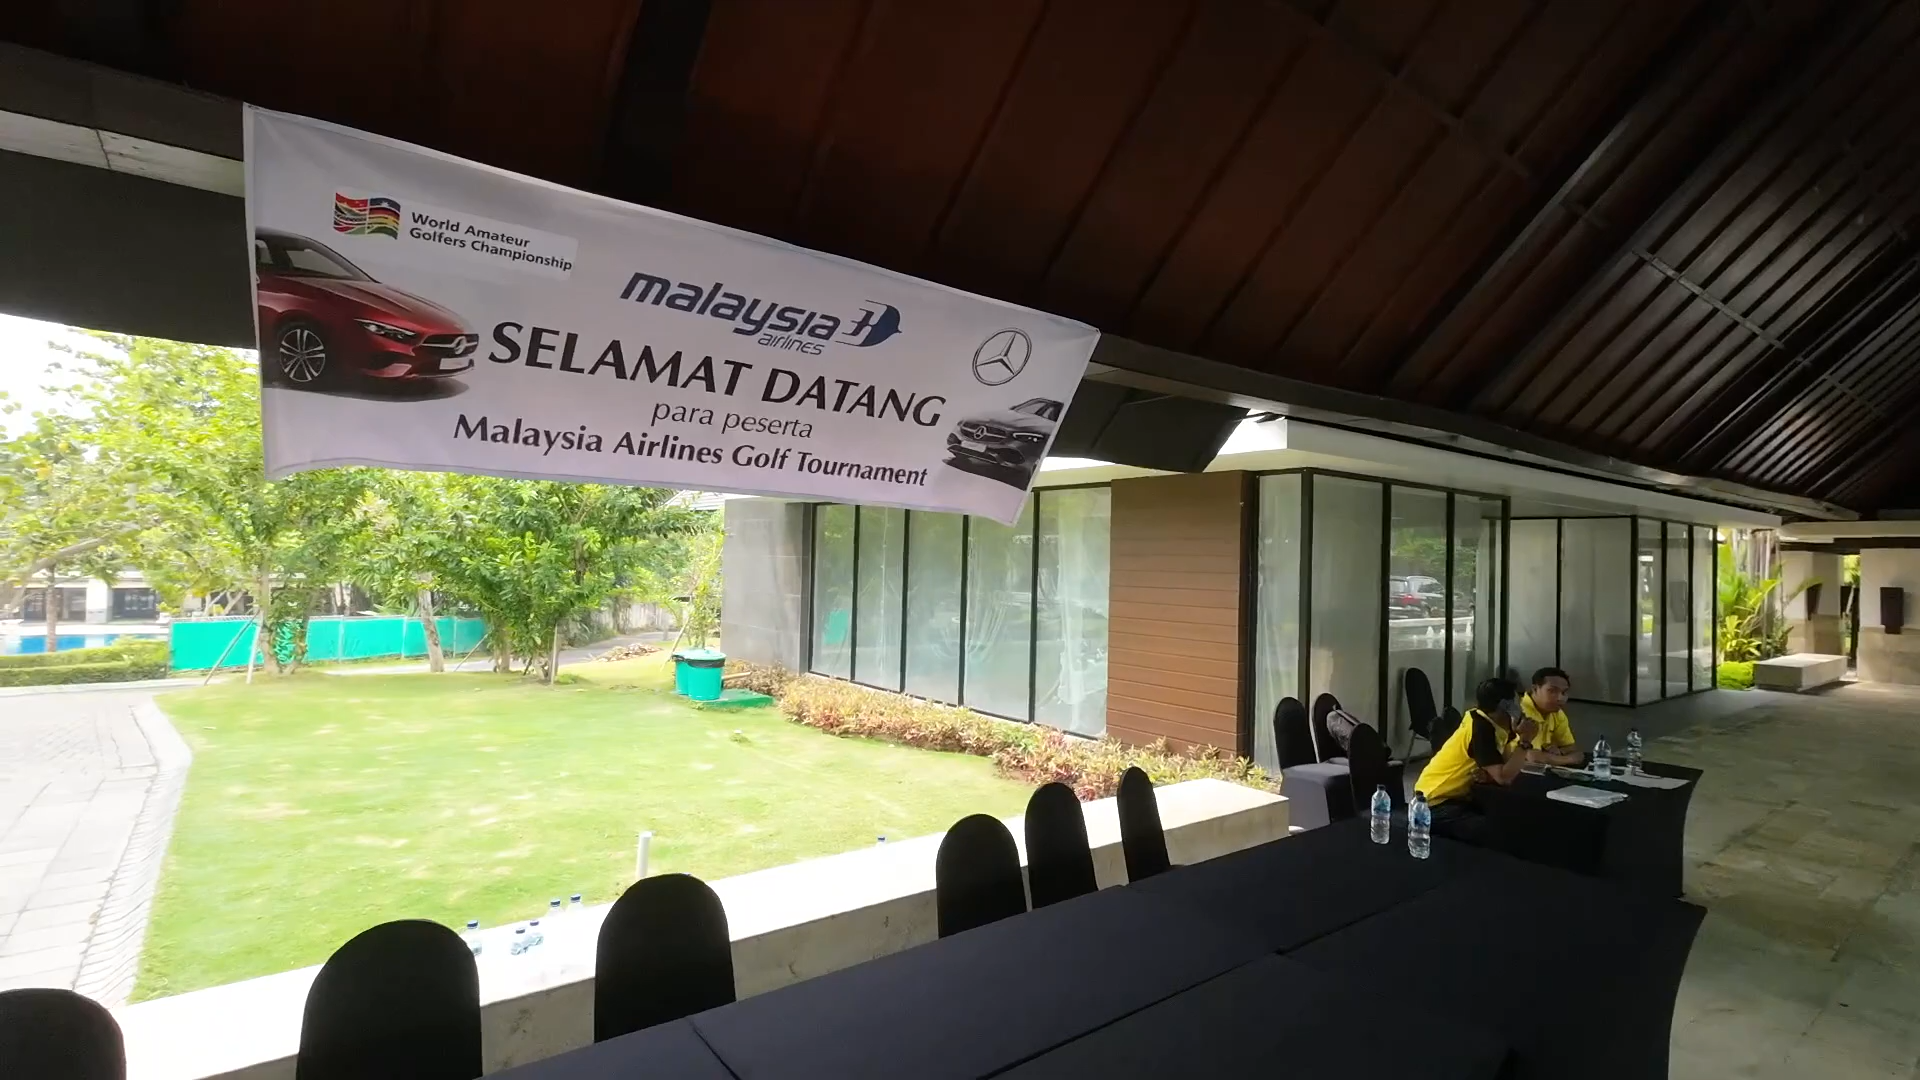 World Amateur
Golfers Championship
malaysia
airlines
SELAMAT DATANG
para peserta
Malaysia Airlines Golf Tournament